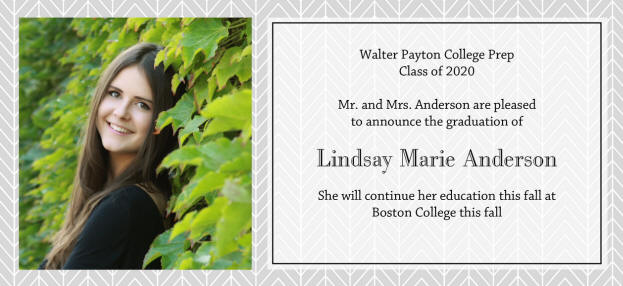 Walter Payton College Prep
Class of 2020
Mr. and Mrs. Anderson are pleased
to announce the graduation of
Lindsay Marie Anderson
She will continue her education this fall at
Boston College this fall